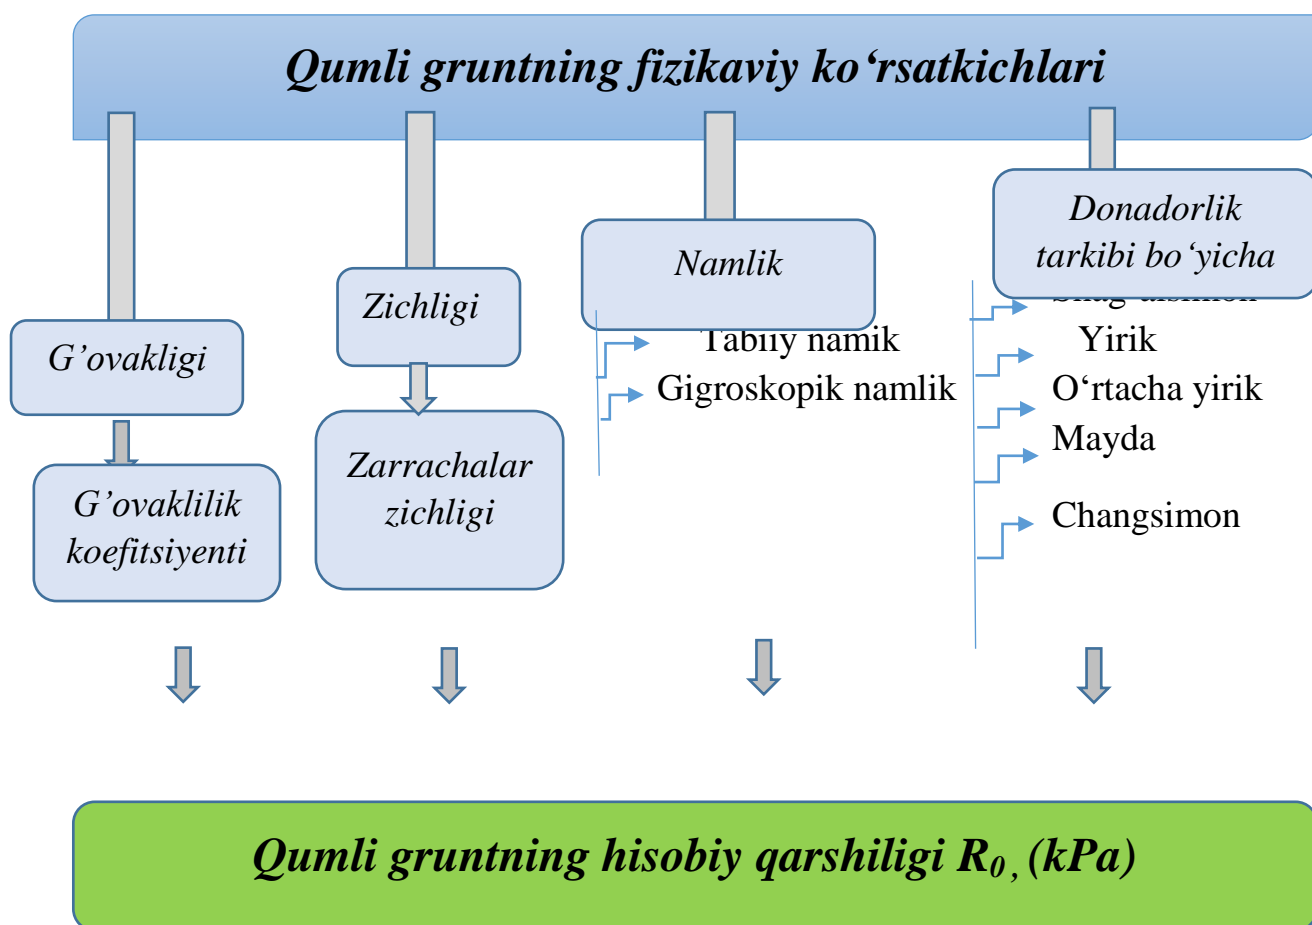 Qumli gruntning fizikaviy ko‘rsatkichlari
G’ovakligi
G’ovaklilik
koefitsiyenti
Zichligi
Zarrachalar
zichligi
Namlik
Tabiiy namik
Gigroskopik namlik
Donadorlik
tarkibi bo‘yicha
Yirik
O‘rtacha yirik
Mayda
Changsimon
Qumli gruntning hisobiy qarshiligi R₀ , (kPa)